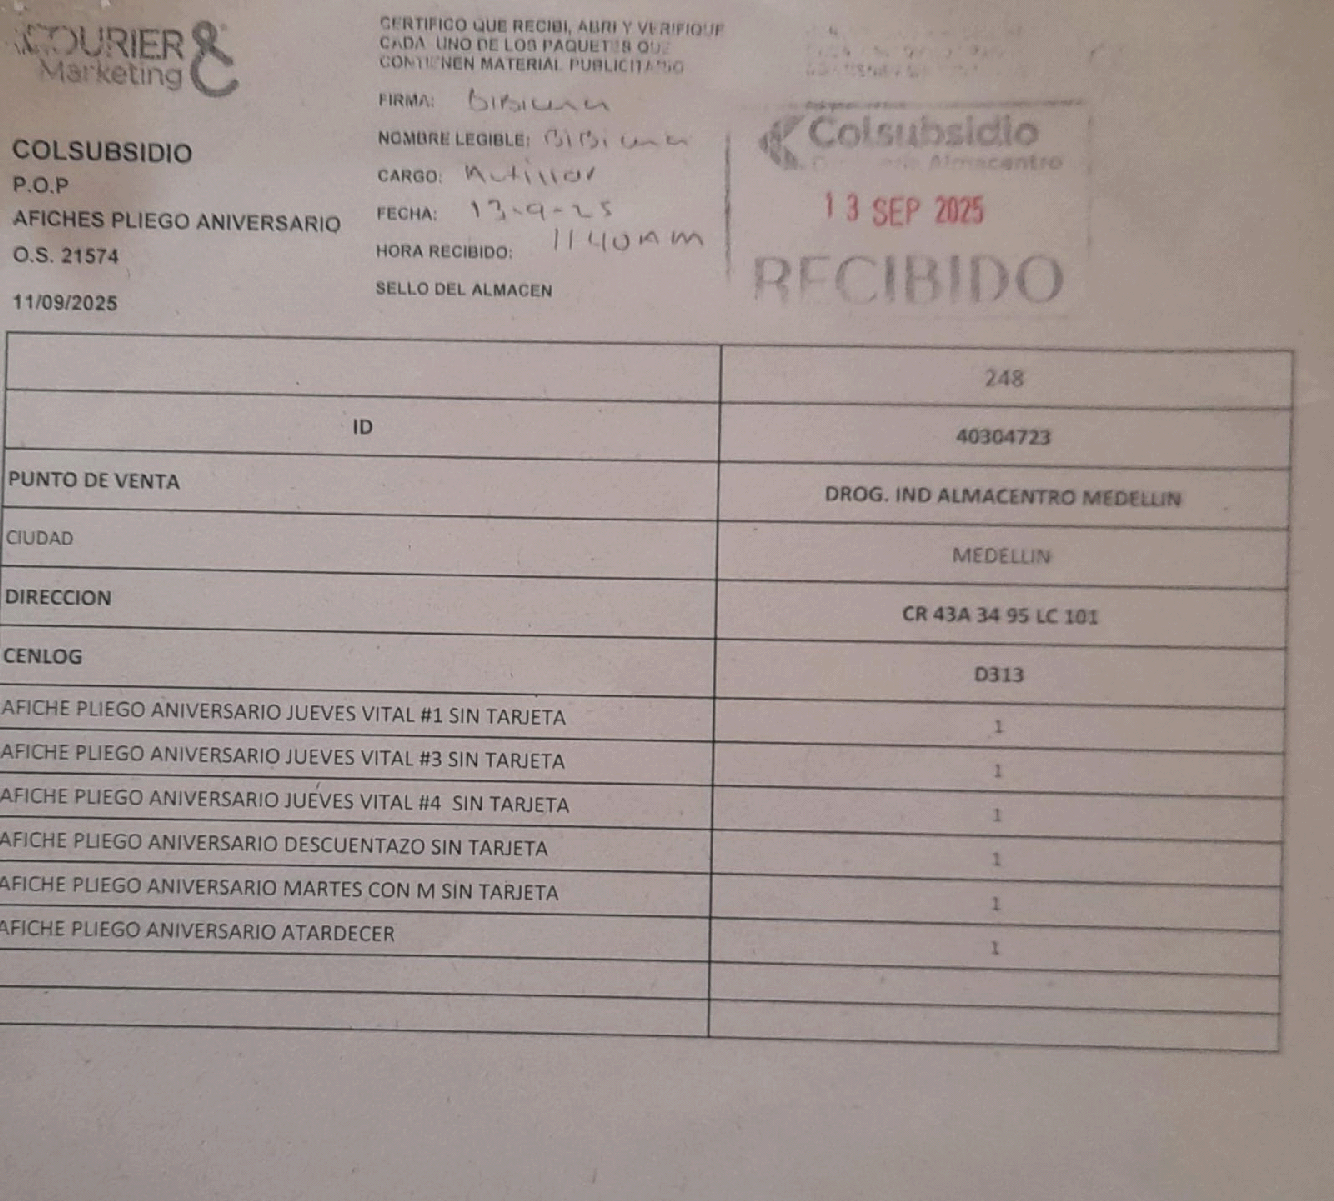 COURIER &
Marketing
COLSUBSIDIO
P.O.P
AFICHES PLIEGO ANIVERSARIO
O.S. 21574
11/09/2025
CERTIFICO QUE RECIBI, ABRI Y VERIFIQUE
CADA UNO DE LOS PAQUETES QUE
CONTIENEN MATERIAL PUBLICITARIO
FIRMA: Bibiana
NOMBRE LEGIBLE: Bibiana
CARGO:
FECHA: 13-9-25
HORA RECIBIDO: 11 40 am
SELLO DEL ALMACEN
Colsubsidio
Almacentro
13 SEP 2025
RECIBIDO
248
ID 40304723
PUNTO DE VENTA DROG. IND ALMACENTRO MEDELLIN
CIUDAD MEDELLIN
DIRECCION CR 43A 34 95 LC 101
CENLOG D313
AFICHE PLIEGO ANIVERSARIO JUEVES VITAL #1 SIN TARJETA 1
AFICHE PLIEGO ANIVERSARIO JUEVES VITAL #3 SIN TARJETA 1
AFICHE PLIEGO ANIVERSARIO JUEVES VITAL #4 SIN TARJETA 1
AFICHE PLIEGO ANIVERSARIO DESCUENTAZO SIN TARJETA 1
AFICHE PLIEGO ANIVERSARIO MARTES CON M SIN TARJETA 1
AFICHE PLIEGO ANIVERSARIO ATARDECER 1